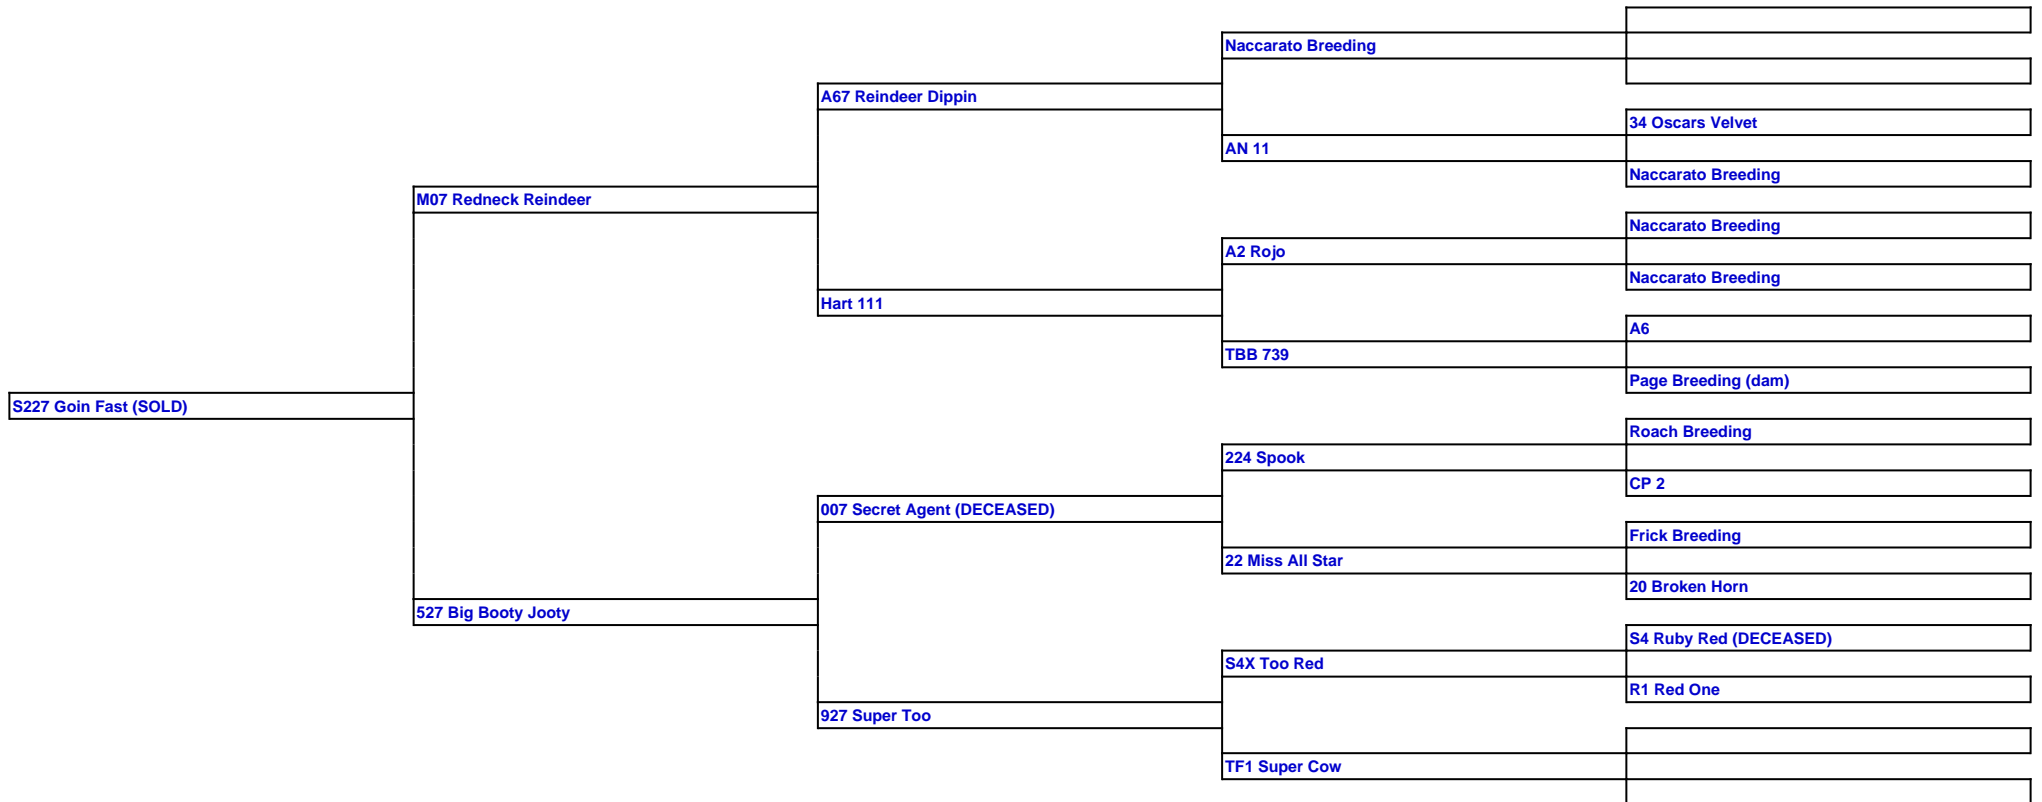 Naccarato Breeding
A67 Reindeer Dippin
34 Oscars Velvet
AN 11
Naccarato Breeding
M07 Redneck Reindeer
Naccarato Breeding
A2 Rojo
Naccarato Breeding
Hart 111
A6
TBB 739
Page Breeding (dam)
S227 Goin Fast (SOLD)
Roach Breeding
224 Spook
CP 2
007 Secret Agent (DECEASED)
Frick Breeding
22 Miss All Star
20 Broken Horn
527 Big Booty Jooty
S4 Ruby Red (DECEASED)
S4X Too Red
R1 Red One
927 Super Too
TF1 Super Cow